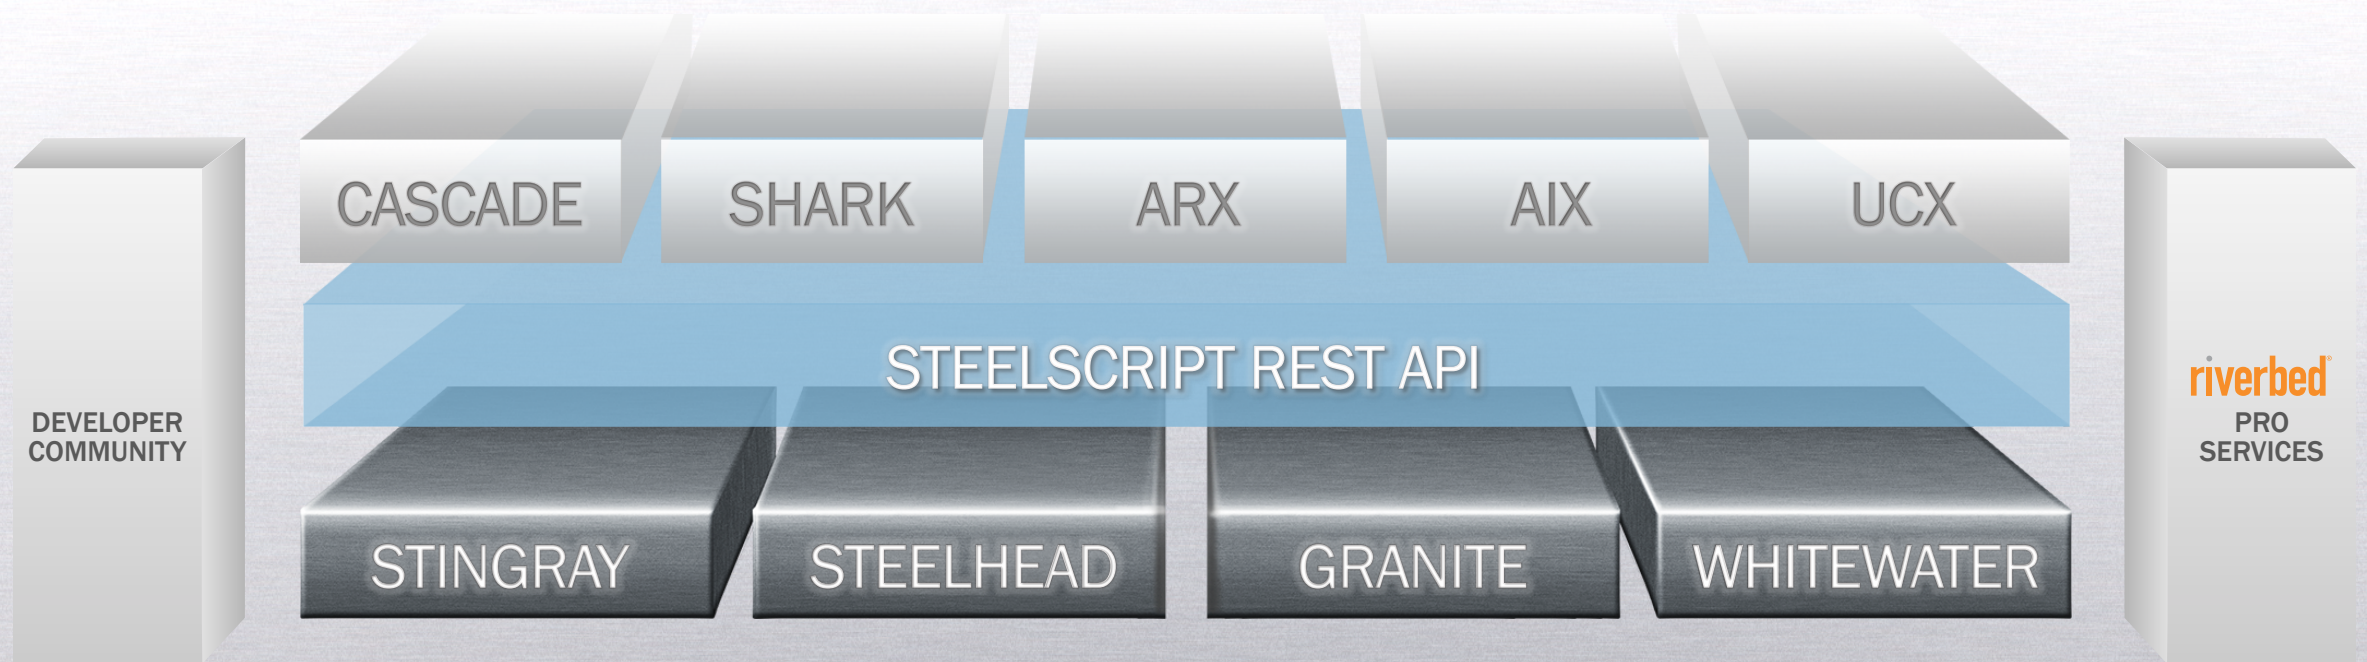 CASCADE
SHARK
ARX
AIX
UCX
STEELSCRIPT REST API
DEVELOPER
COMMUNITY
riverbed®
PRO
SERVICES
STINGRAY
STEELHEAD
GRANITE
WHITEWATER